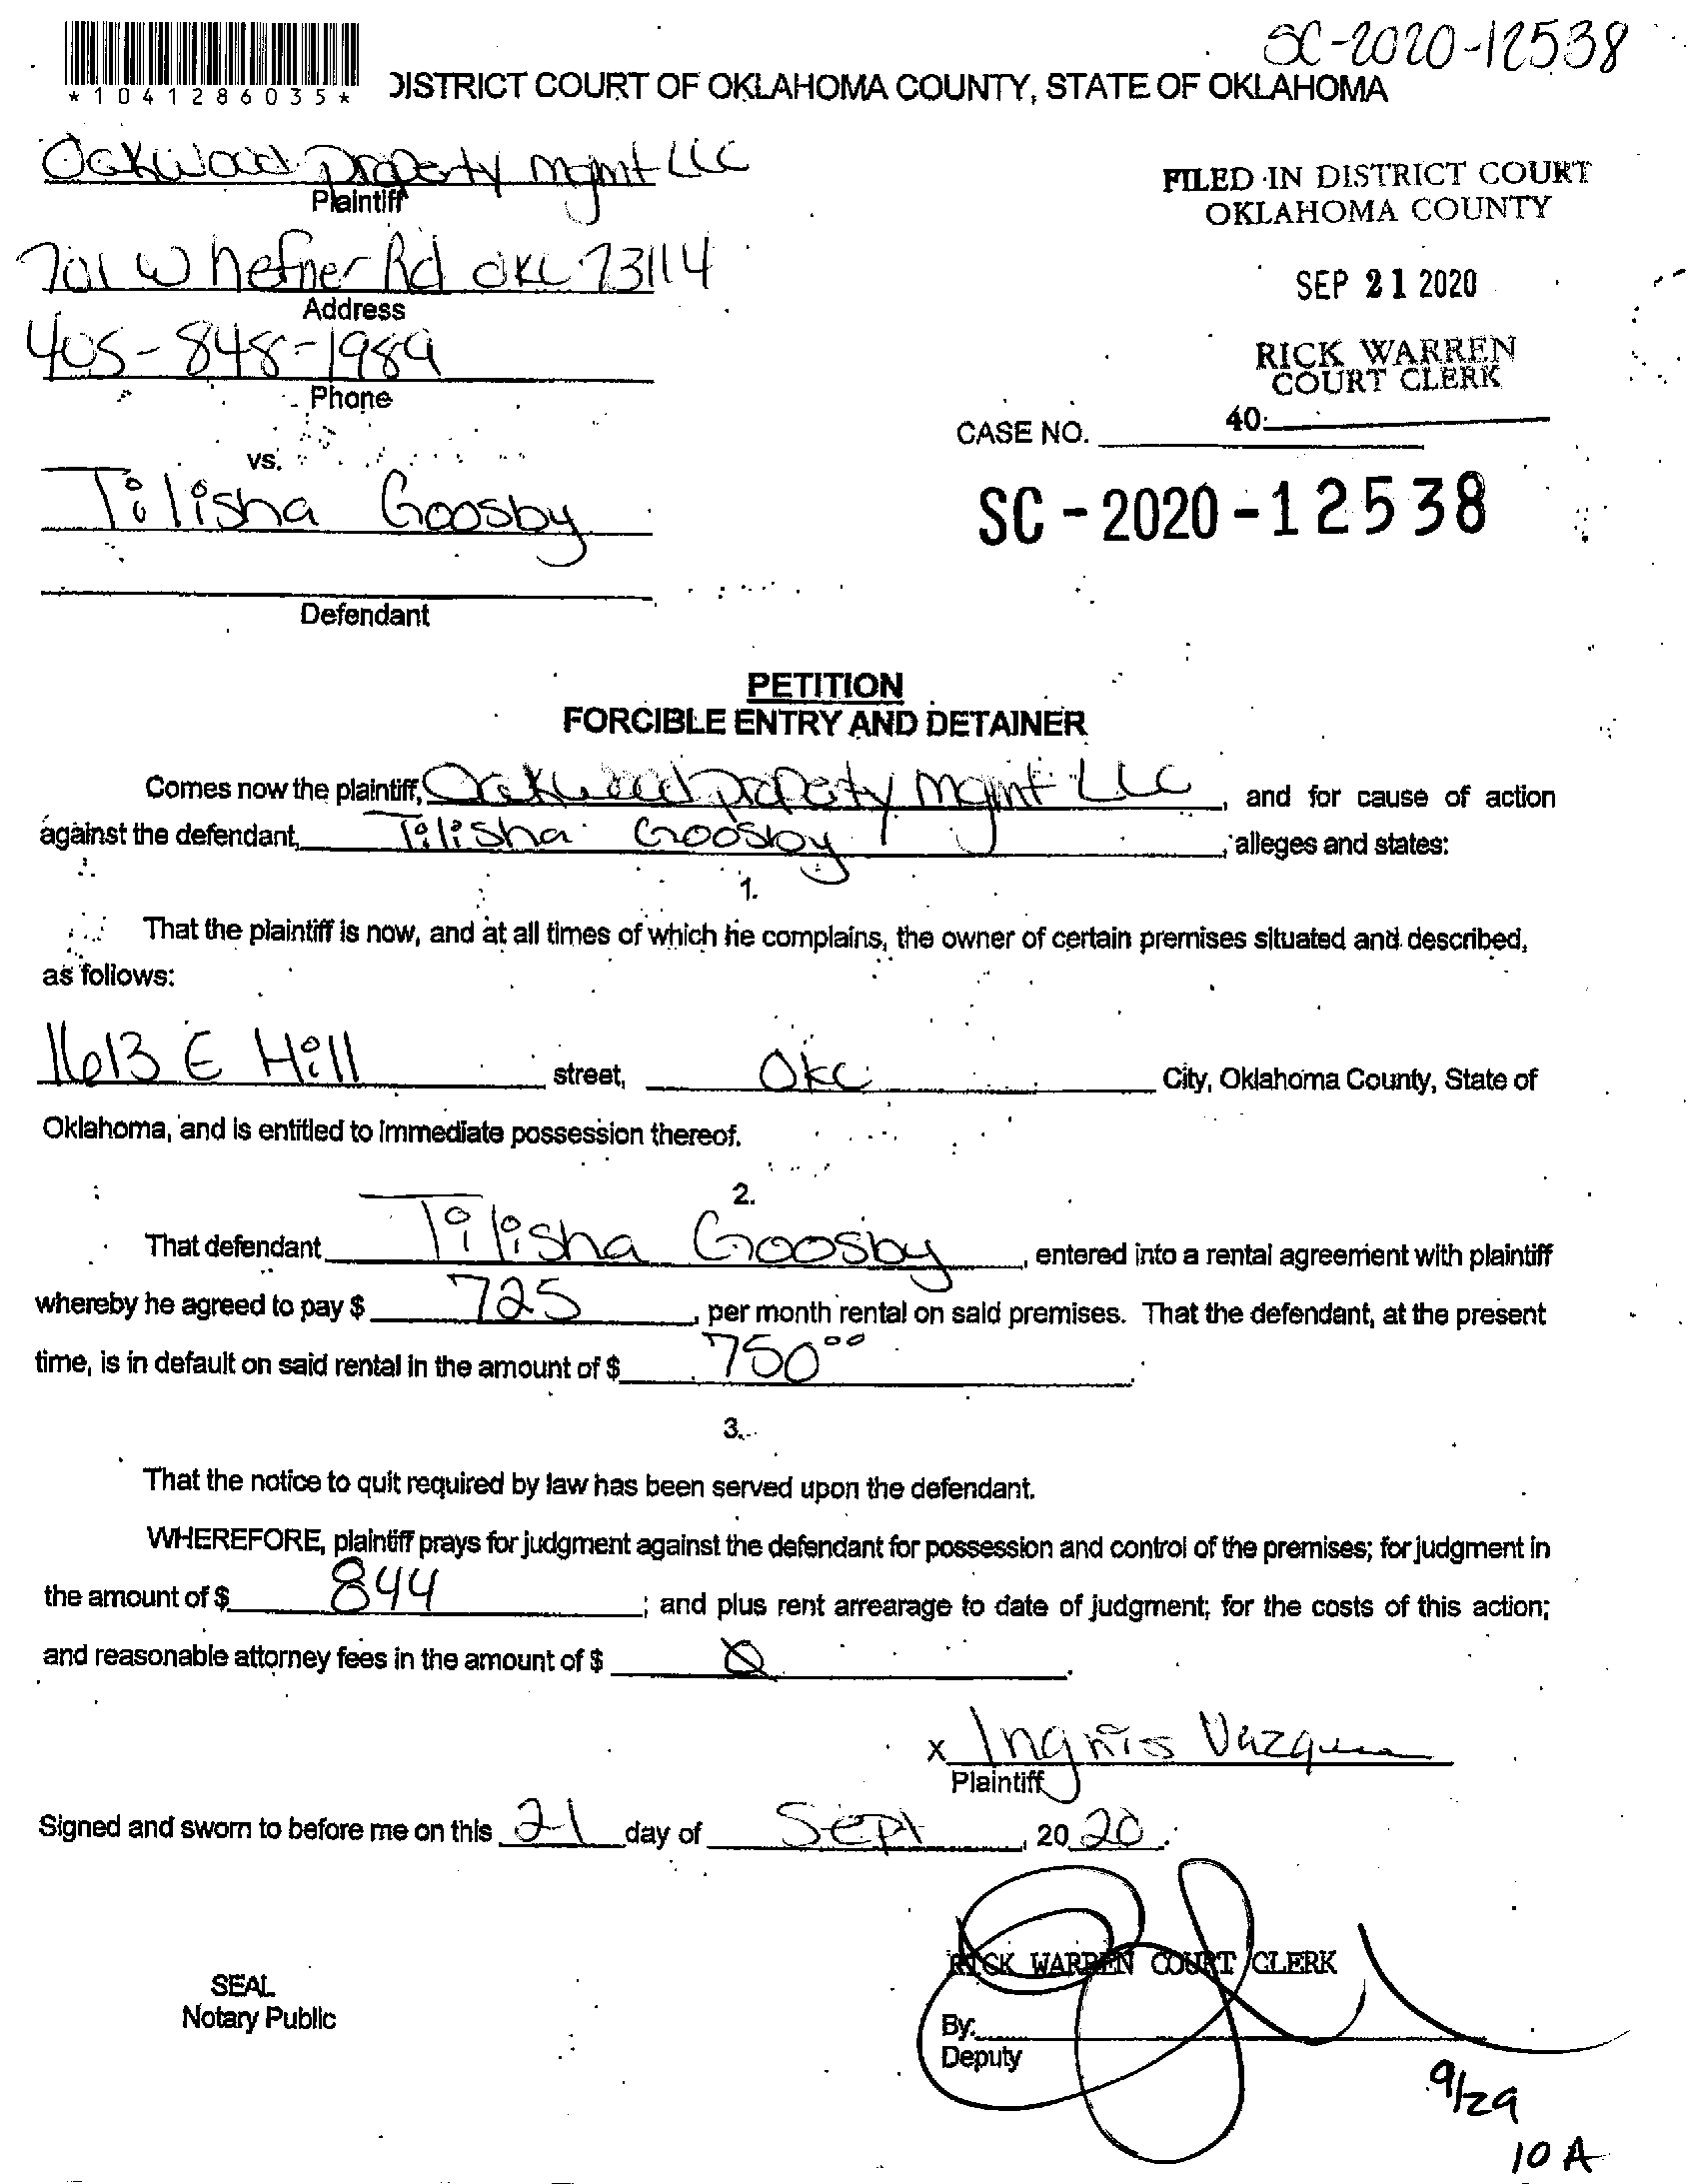 SC-2020-12538
*1041286035*
DISTRICT COURT OF OKLAHOMA COUNTY, STATE OF OKLAHOMA
Oakwood Property Mgmt LLC
Plaintiff
FILED IN DISTRICT COURT
OKLAHOMA COUNTY
701 W hefner Rd OKC 73114
Address
SEP 21 2020
405-848-1989
Phone
RICK WARREN
COURT CLERK
40
CASE NO.
vs.
Tilisha Goosby
SC-2020-12538
Defendant
PETITION
FORCIBLE ENTRY AND DETAINER
Comes now the plaintiff, Oakwood Property Mgmt LLC, and for cause of action
against the defendant, Tilisha Goosby, alleges and states:
1.
That the plaintiff is now, and at all times of which he complains, the owner of certain premises situated and described,
as follows:
1613 E Hill street, OKC City, Oklahoma County, State of
Oklahoma, and is entitled to immediate possession thereof.
2.
That defendant Tilisha Goosby, entered into a rental agreement with plaintiff
whereby he agreed to pay $ 725, per month rental on said premises. That the defendant, at the present
time, is in default on said rental in the amount of $ 750.00.
3.
That the notice to quit required by law has been served upon the defendant.
WHEREFORE, plaintiff prays for judgment against the defendant for possession and control of the premises; for judgment in
the amount of $ 844; and plus rent arrearage to date of judgment; for the costs of this action;
and reasonable attorney fees in the amount of $ 0.
x Ingris Vazquez
Plaintiff
Signed and sworn to before me on this 21 day of Sept, 2020.
RICK WARREN COURT CLERK
SEAL
Notary Public
By:
Deputy
9/29
10 A